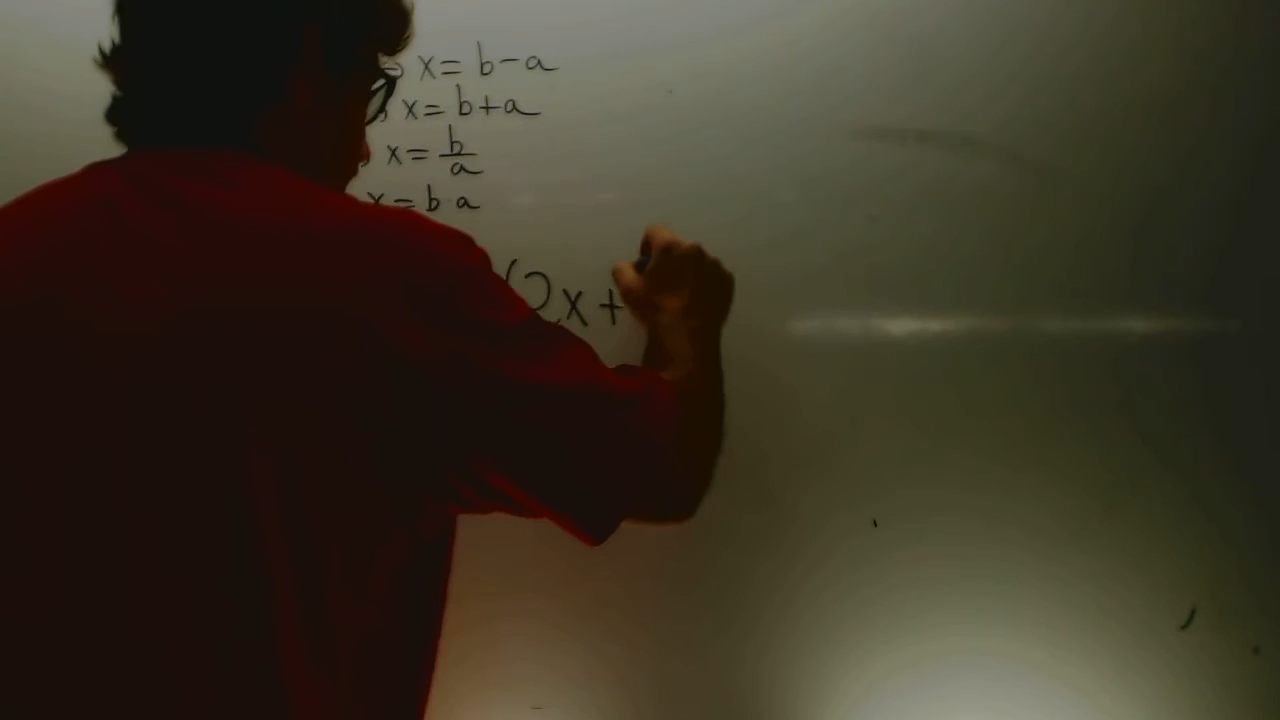 x = b - a
x = b + a
x = b/a
x = b · a
(2x +